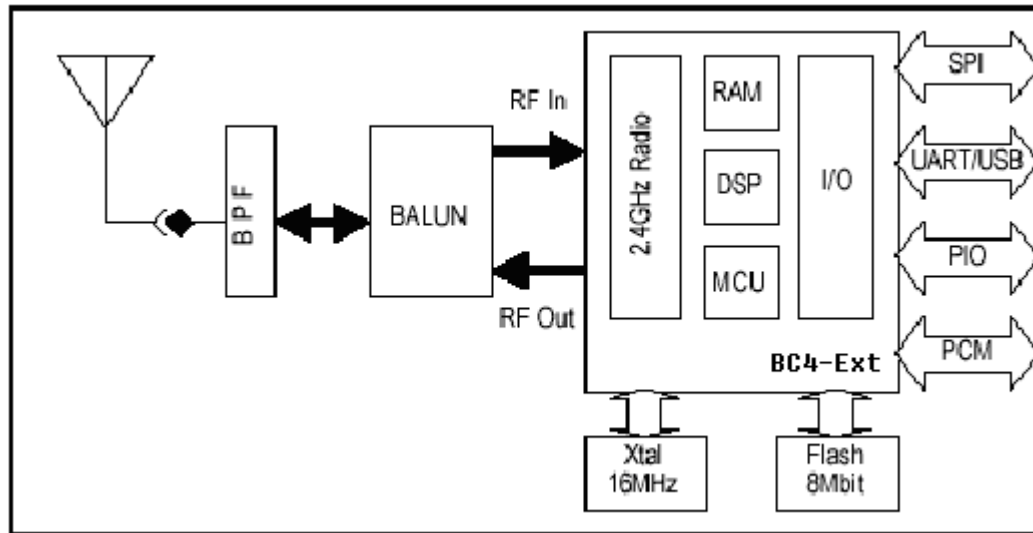 RF In
BPF
BALUN
RF Out
2.4GHz Radio
RAM
DSP
MCU
I/O
BC4-Ext
SPI
UART/USB
PIO
PCM
Xtal
16MHz
Flash
8Mbit